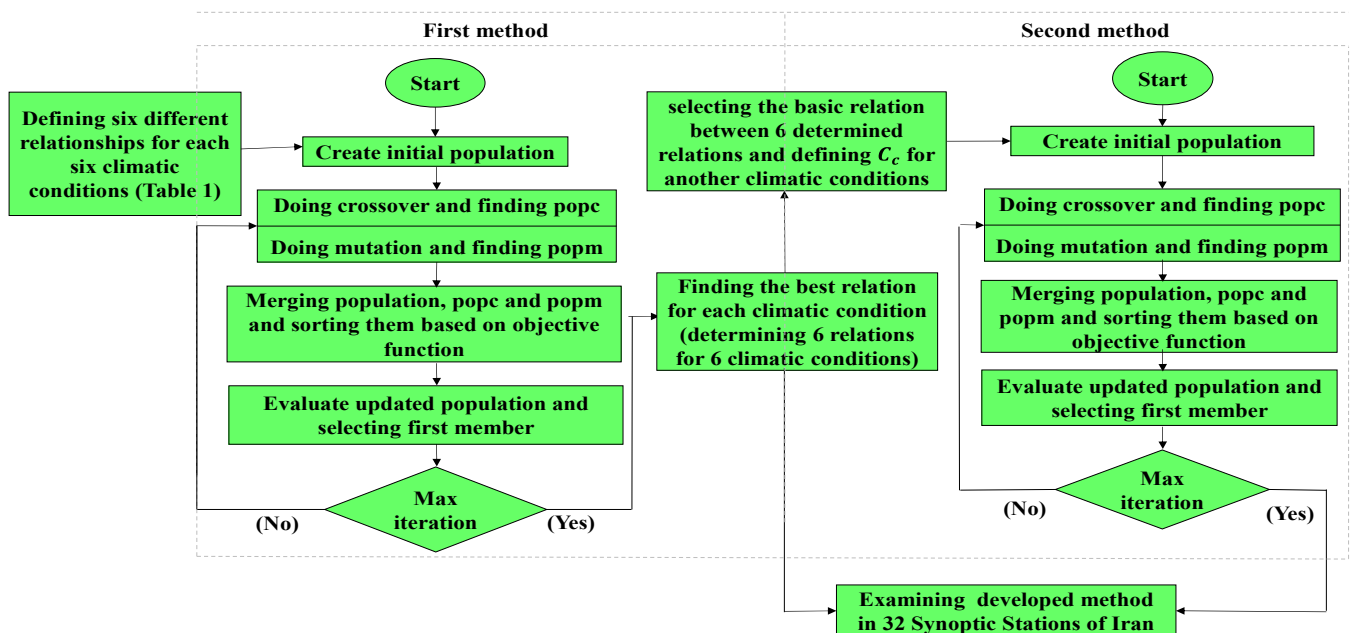 First method
Second method
Start
Defining six different
relationships for each
six climatic
conditions (Table 1)
Create initial population
Doing crossover and finding popc
Doing mutation and finding popm
Merging population, popc and popm
and sorting them based on objective
function
Evaluate updated population and
selecting first member
Max
iteration
(No)
(Yes)
selecting the basic relation
between 6 determined
relations and defining C_c for
another climatic conditions
Finding the best relation
for each climatic condition
(determining 6 relations
for 6 climatic conditions)
Start
Create initial population
Doing crossover and finding popc
Doing mutation and finding popm
Merging population, popc and
popm and sorting them based on
objective function
Evaluate updated population and
selecting first member
Max
iteration
(No)
(Yes)
Examining developed method
in 32 Synoptic Stations of Iran